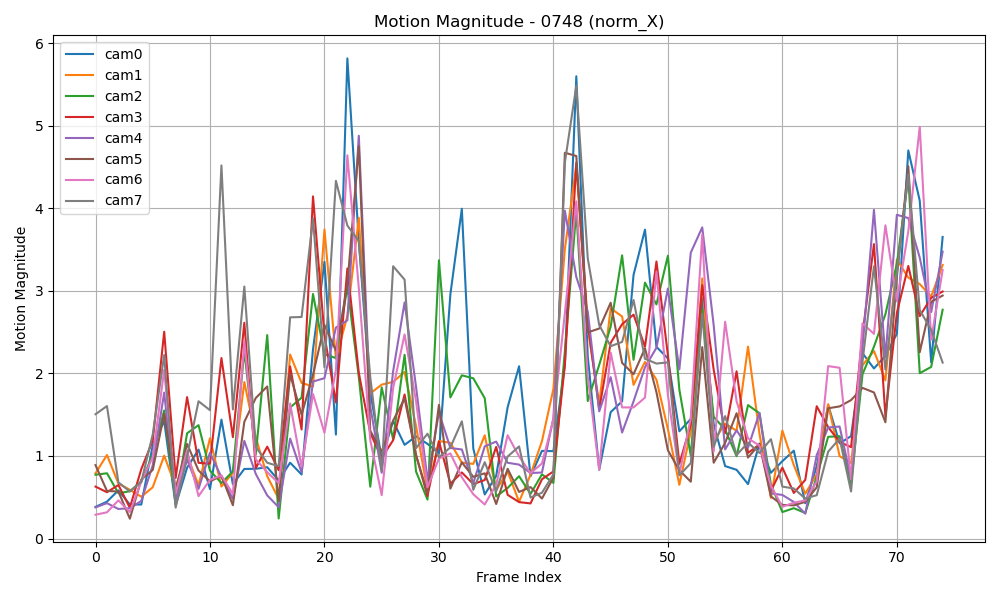 Motion Magnitude - 0748 (norm_X)
cam0
cam1
cam2
cam3
cam4
cam5
cam6
cam7
Motion Magnitude
6
5
4
3
2
1
0
0 10 20 30 40 50 60 70
Frame Index